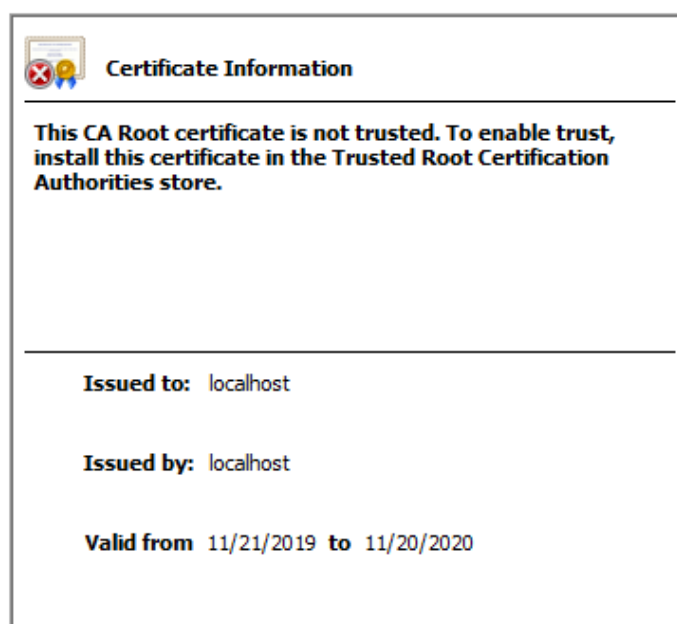 Certificate Information
This CA Root certificate is not trusted. To enable trust,
install this certificate in the Trusted Root Certification
Authorities store.
Issued to: localhost
Issued by: localhost
Valid from 11/21/2019 to 11/20/2020